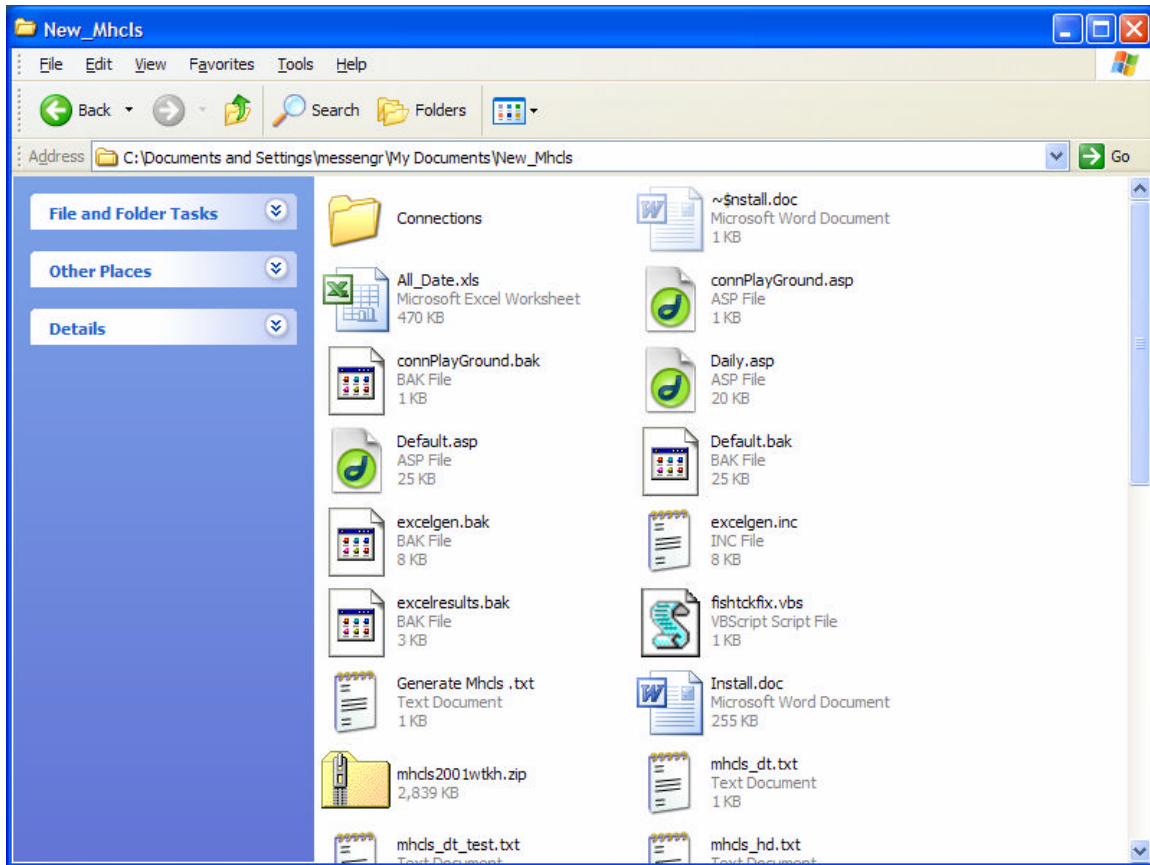 New_Mhcls
File Edit View Favorites Tools Help
Back Search Folders
Address C:\Documents and Settings\messengr\My Documents\New_Mhcls Go
File and Folder Tasks
Other Places
Details
Connections
~$nstall.doc
Microsoft Word Document
1 KB
All_Date.xls
Microsoft Excel Worksheet
470 KB
connPlayGround.asp
ASP File
1 KB
connPlayGround.bak
BAK File
1 KB
Daily.asp
ASP File
20 KB
Default.asp
ASP File
25 KB
Default.bak
BAK File
25 KB
excelgen.bak
BAK File
8 KB
excelgen.inc
INC File
8 KB
excelresults.bak
BAK File
3 KB
fishtckfix.vbs
VBScript Script File
1 KB
Generate Mhcls .txt
Text Document
1 KB
Install.doc
Microsoft Word Document
255 KB
mhcls2001wtkh.zip
2,839 KB
mhcls_dt.txt
Text Document
1 KB
mhcls_dt_test.txt
Text Document
mhcls_hd.txt
Text Document